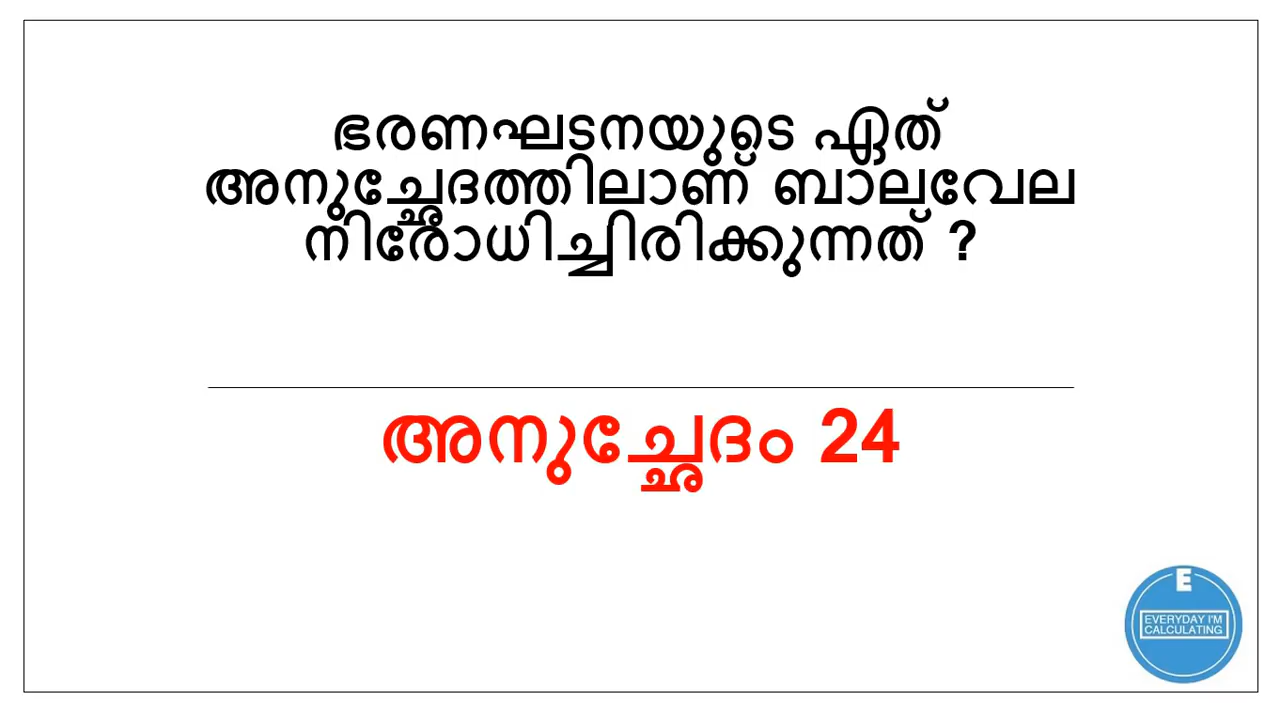 ഭരണഘടനയുടെ ഏത്
അനുച്ഛേദത്തിലാണ് ബാലവേല
നിരോധിച്ചിരിക്കുന്നത് ?
അനുച്ഛേദം 24
E
EVERYDAY I'M
CALCULATING